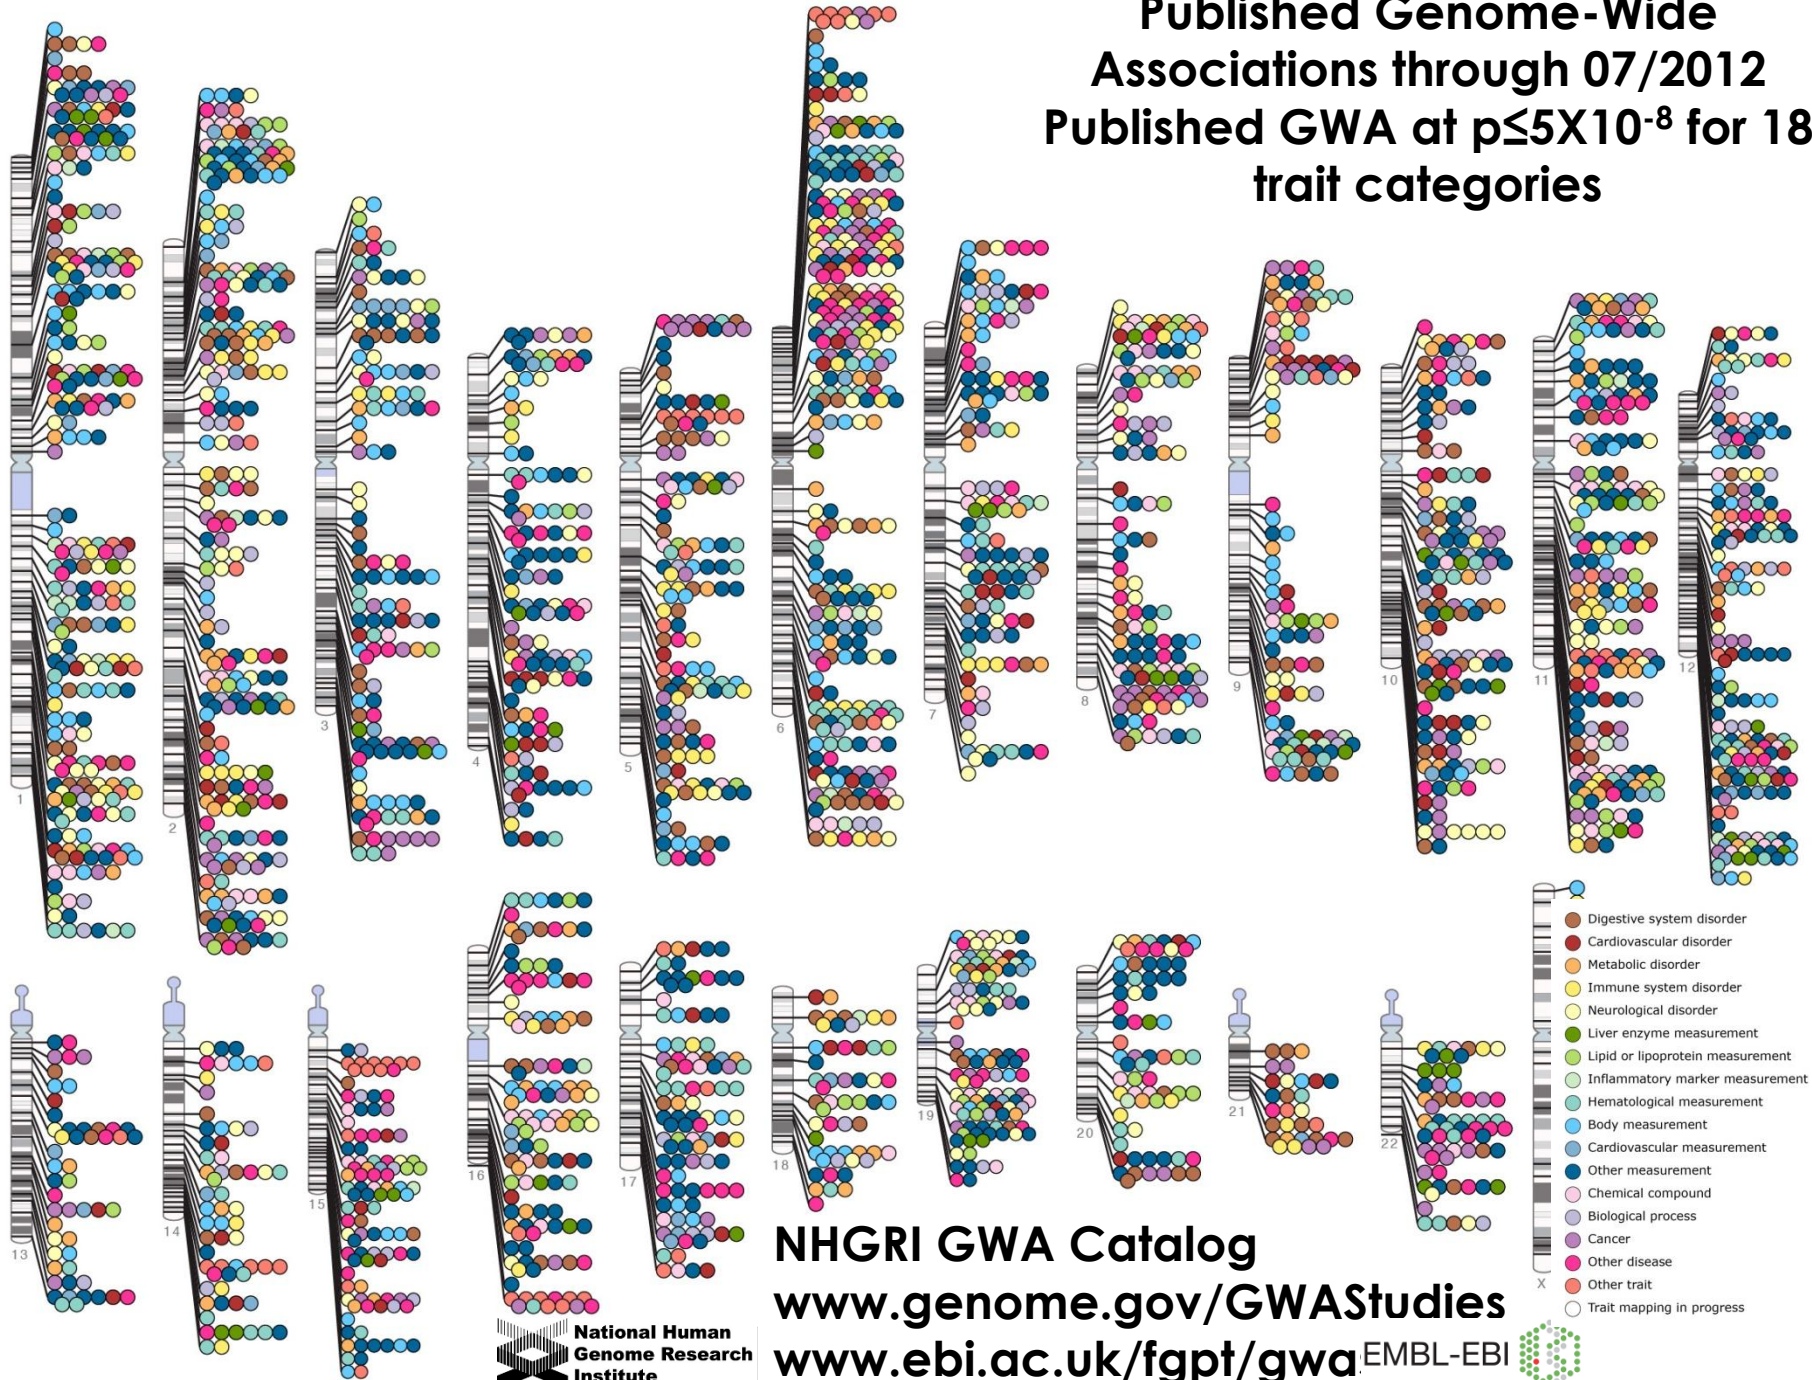 Published Genome-Wide
Associations through 07/2012
Published GWA at p≤5X10-8 for 18
trait categories
1
2
3
4
5
6
7
8
9
10
11
12
Digestive system disorder
Cardiovascular disorder
Metabolic disorder
Immune system disorder
Neurological disorder
Liver enzyme measurement
Lipid or lipoprotein measurement
Inflammatory marker measurement
Hematological measurement
Body measurement
Cardiovascular measurement
Other measurement
Chemical compound
Biological process
Cancer
Other disease
Other trait
Trait mapping in progress
13
14
15
16
17
18
19
20
21
22
X
NHGRI GWA Catalog
www.genome.gov/GWAStudies
www.ebi.ac.uk/fgpt/gwas
National Human
Genome Research
Institute
EMBL-EBI